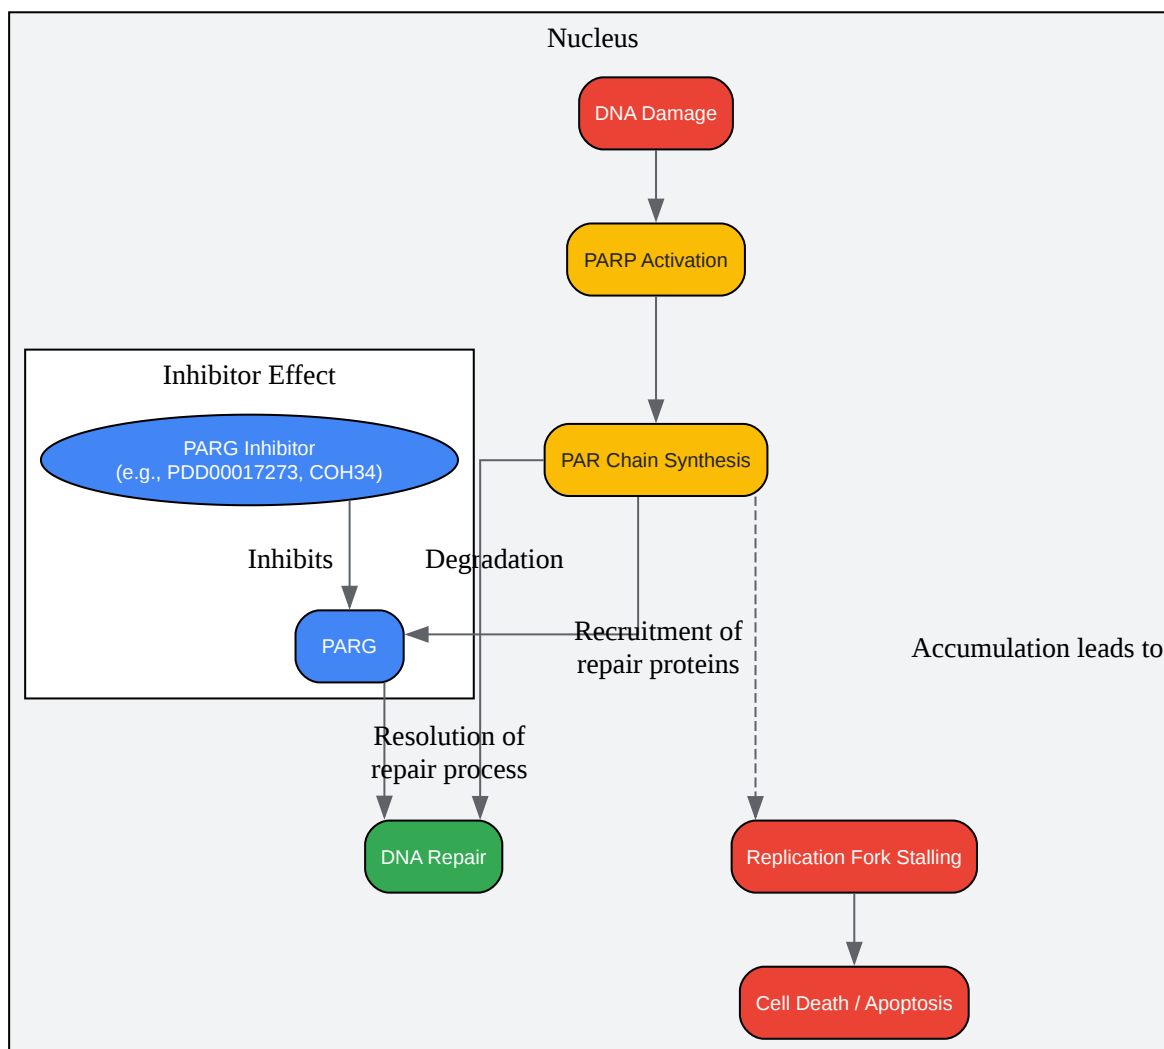 Nucleus
DNA Damage
PARP Activation
Inhibitor Effect
PARG Inhibitor
(e.g., PDD00017273, COH34)
PAR Chain Synthesis
Inhibits
Degradation
Recruitment of
repair proteins
PARG
Accumulation leads to
Resolution of
repair process
DNA Repair
Replication Fork Stalling
Cell Death / Apoptosis